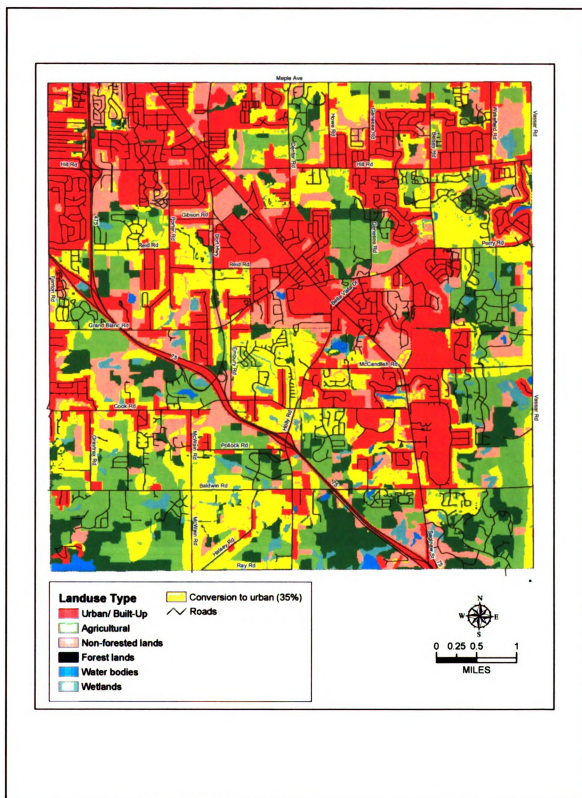 Maple Ave
Hill Rd
Hill Rd
Gibson Rd
Reid Rd
Reid Rd
Perry Rd
Vassar Rd
Grand Blanc Rd
McCandlish Rd
Cook Rd
Holly Rd
Vassar Rd
Pollock Rd
Baldwin Rd
Ray Rd
Landuse Type
Urban/ Built-Up
Agricultural
Non-forested lands
Forest lands
Water bodies
Wetlands
Conversion to urban (35%)
Roads
N
W E
S
0 0.25 0.5 1
MILES